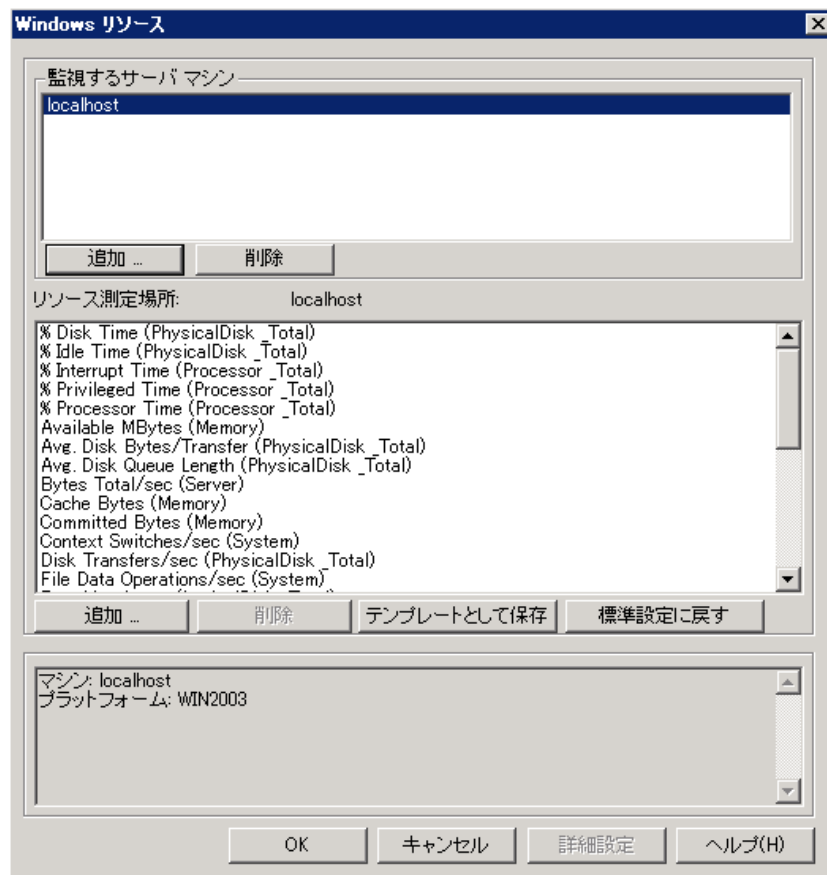 Windows リソース
監視するサーバ マシン
localhost
追加 ... 削除
リソース測定場所: localhost
% Disk Time (PhysicalDisk _Total)
% Idle Time (PhysicalDisk _Total)
% Interrupt Time (Processor _Total)
% Privileged Time (Processor _Total)
% Processor Time (Processor _Total)
Available MBytes (Memory)
Avg. Disk Bytes/Transfer (PhysicalDisk _Total)
Avg. Disk Queue Length (PhysicalDisk _Total)
Bytes Total/sec (Server)
Cache Bytes (Memory)
Committed Bytes (Memory)
Context Switches/sec (System)
Disk Transfers/sec (PhysicalDisk _Total)
File Data Operations/sec (System)
追加 ... 削除 テンプレートとして保存 標準設定に戻す
マシン: localhost
プラットフォーム: WIN2003
OK キャンセル 詳細設定 ヘルプ(H)